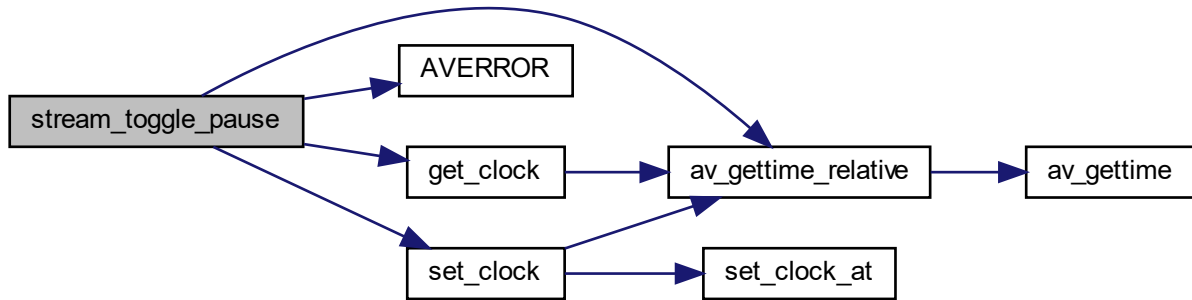 AVERROR
stream_toggle_pause
get_clock
av_gettime_relative
av_gettime
set_clock
set_clock_at